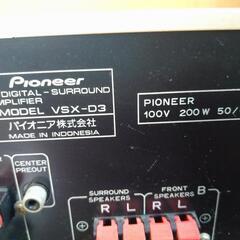 Pioneer
DIGITAL-SURROUND
AMPLIFIER
MODEL VSX-D3
パイオニア株式会社
MADE IN INDONESIA
PIONEER
100V 200W 50/
CENTER
PREOUT
SURROUND
SPEAKERS
R L
FRONT
SPEAKERS B
R L